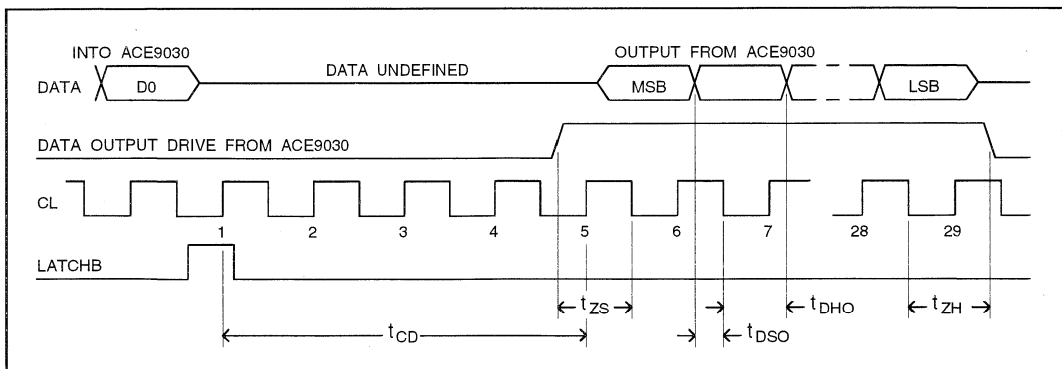 INTO ACE9030 OUTPUT FROM ACE9030
DATA D0 DATA UNDEFINED MSB LSB
DATA OUTPUT DRIVE FROM ACE9030
CL
1 2 3 4 5 6 7 28 29
LATCHB
tZS tDHO tZH
tCD tDSO